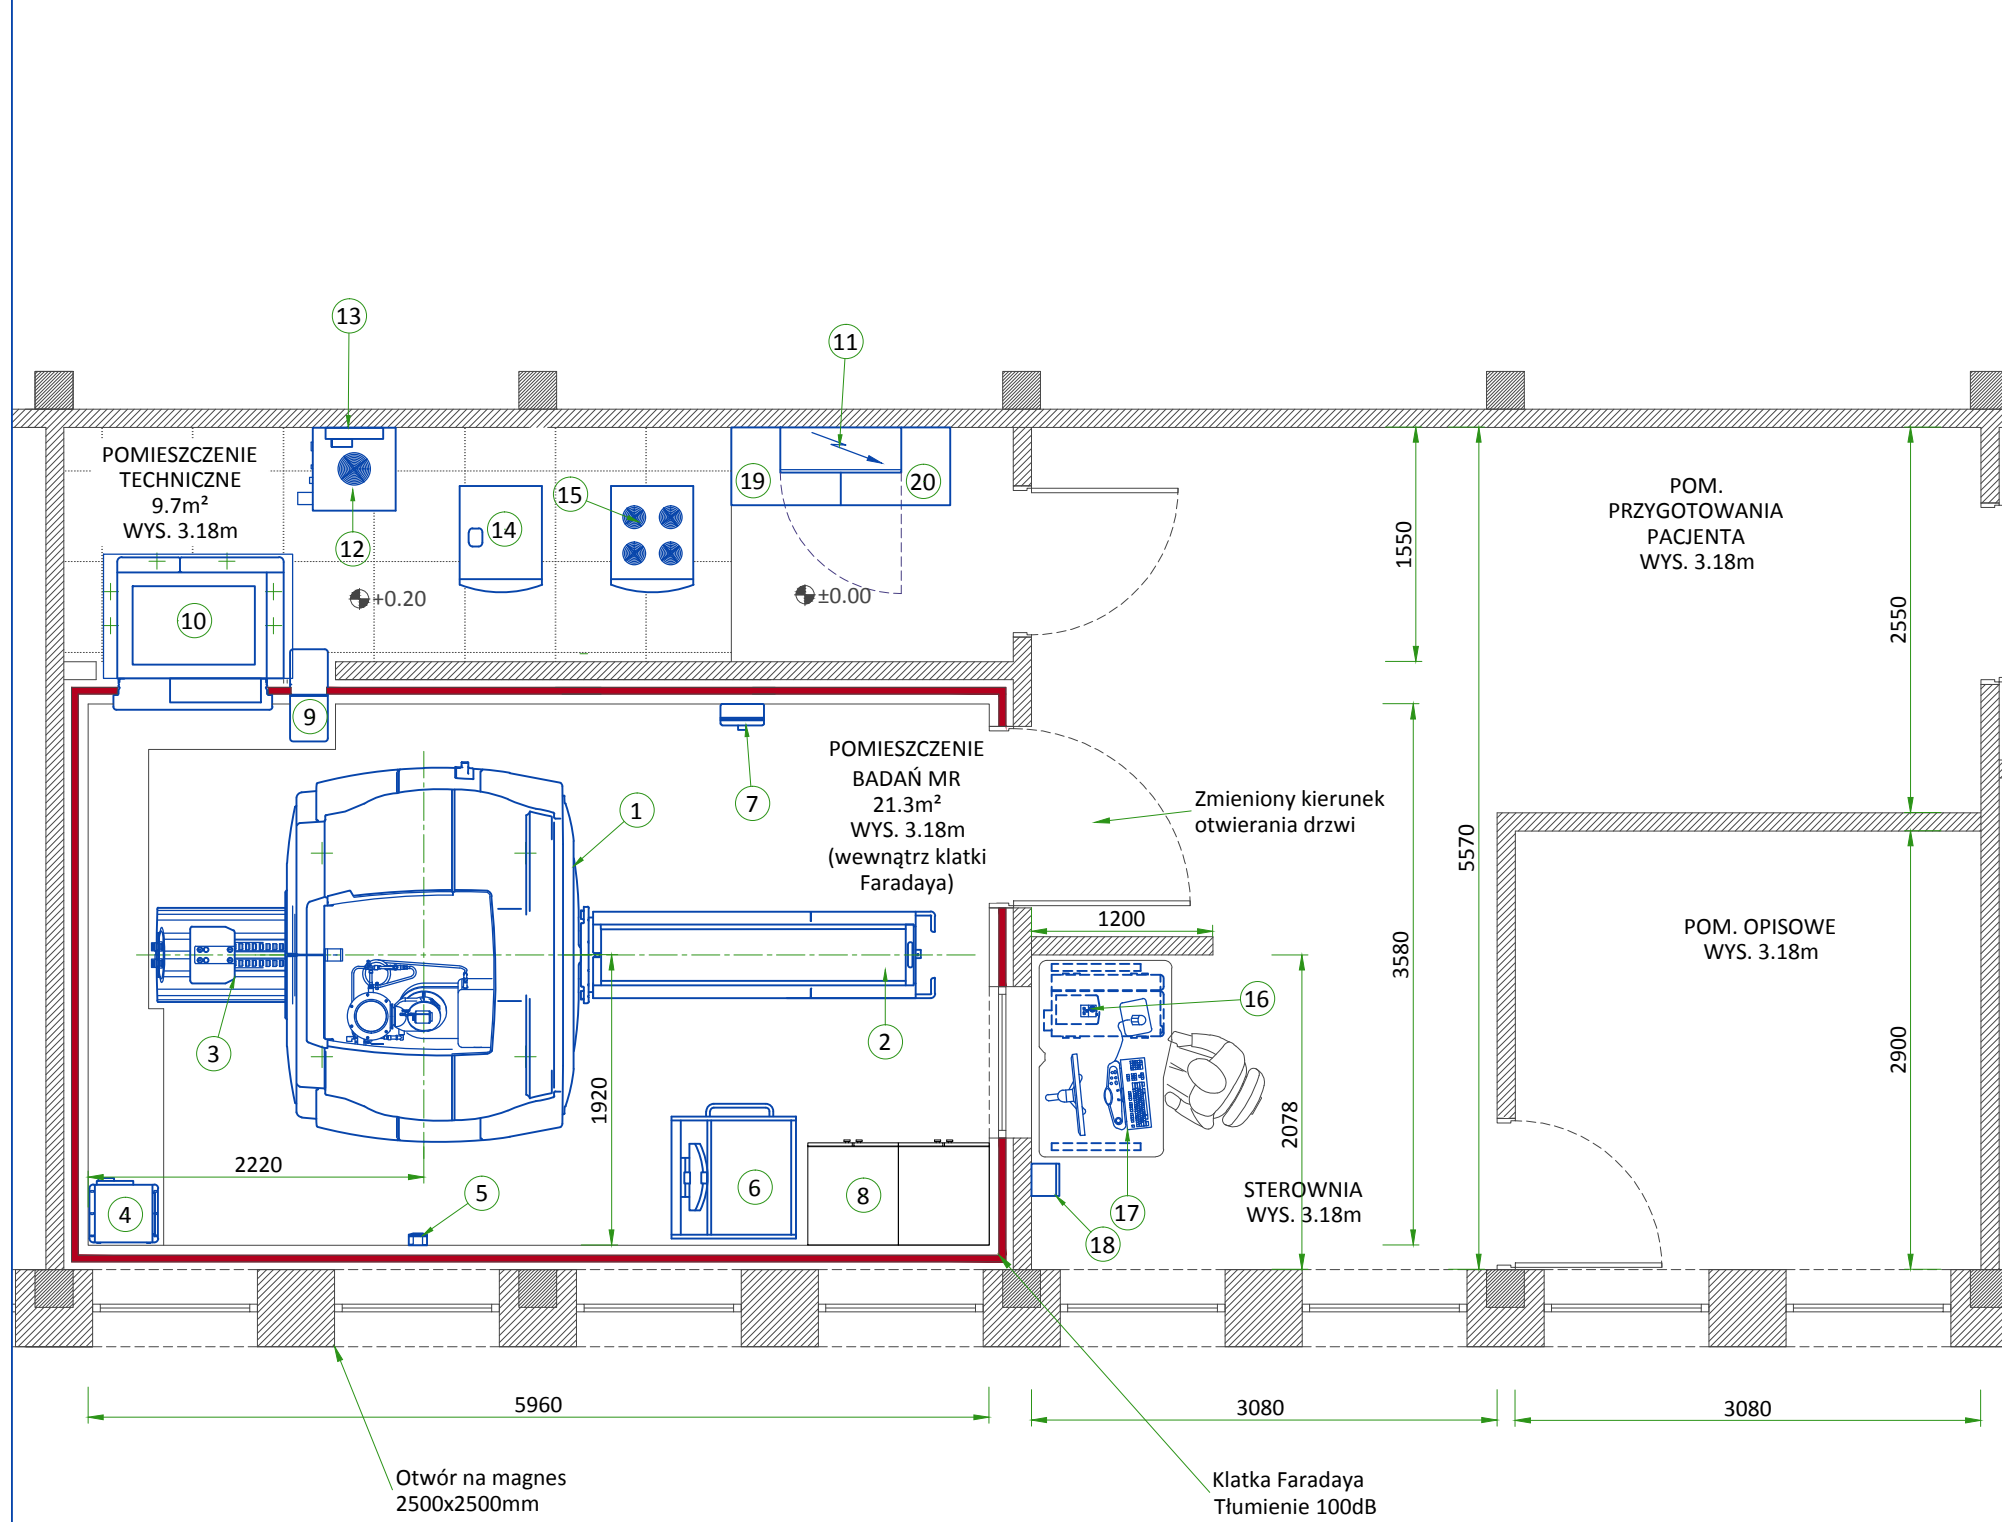 13
11
POMIESZCZENIE
TECHNICZNE
9.7m²
WYS. 3.18m
19
20
15
14
12
POM.
PRZYGOTOWANIA
PACJENTA
WYS. 3.18m
1550
2550
+0.20
±0.00
10
9
7
1
POMIESZCZENIE
BADAŃ MR
21.3m²
WYS. 3.18m
(wewnątrz klatki
Faradaya)
Zmieniony kierunek
otwierania drzwi
5570
1200
3580
POM. OPISOWE
WYS. 3.18m
16
3
2
1920
2078
2900
2220
4
5
6
8
17
18
STEROWNIA
WYS. 3.18m
5960
3080
3080
Otwór na magnes
2500x2500mm
Klatka Faradaya
Tłumienie 100dB